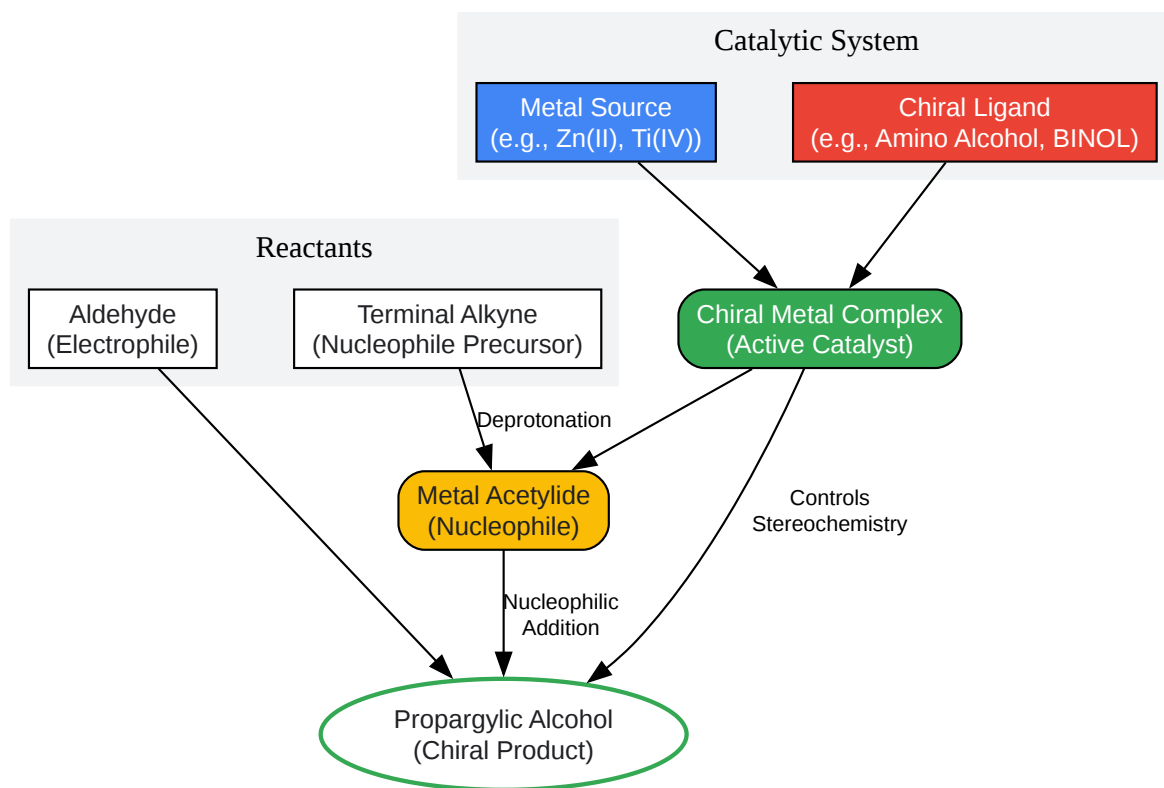 Catalytic System
Metal Source
(e.g., Zn(II), Ti(IV))
Chiral Ligand
(e.g., Amino Alcohol, BINOL)
Reactants
Aldehyde
(Electrophile)
Terminal Alkyne
(Nucleophile Precursor)
Chiral Metal Complex
(Active Catalyst)
Deprotonation
Metal Acetylide
(Nucleophile)
Controls
Stereochemistry
Nucleophilic
Addition
Propargylic Alcohol
(Chiral Product)